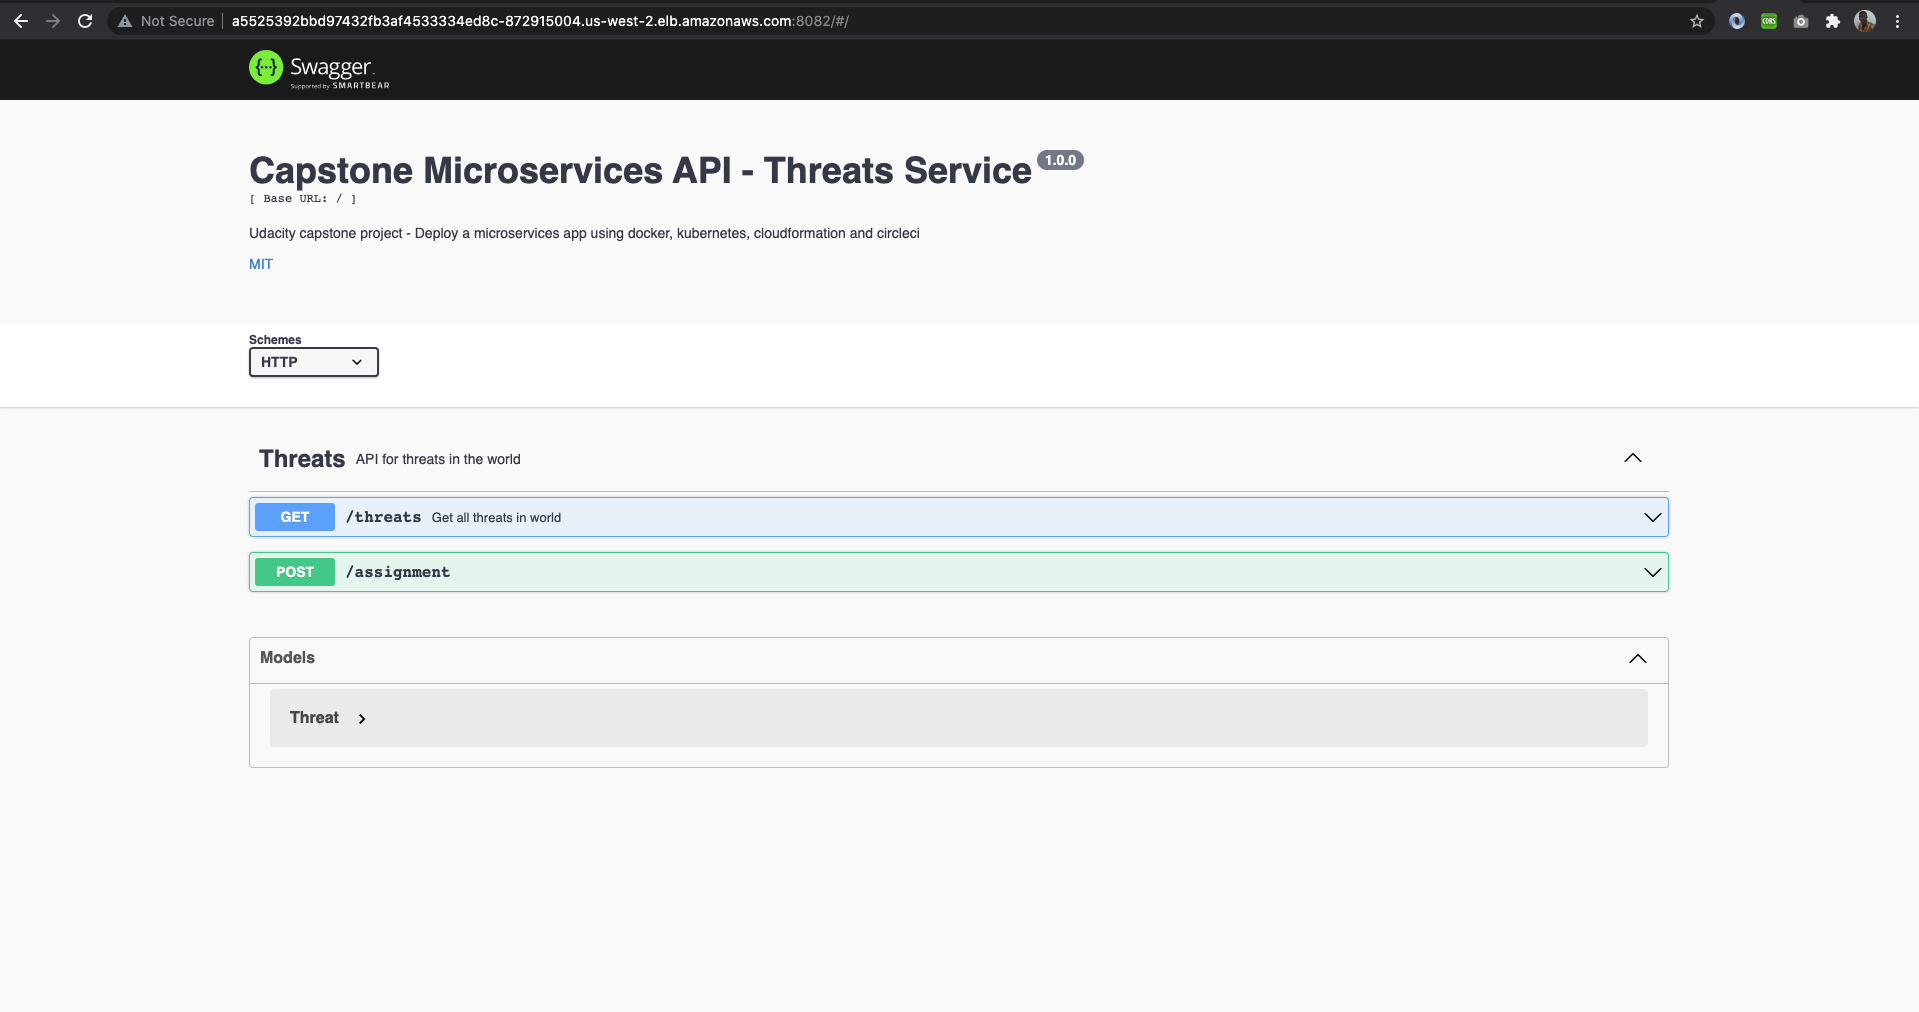 Not Secure a5525392bbd97432fb3af4533334ed8c-872915004.us-west-2.elb.amazonaws.com:8082/#/
CORS
{···} Swagger
Supported by SMARTBEAR
Capstone Microservices API - Threats Service 1.0.0
[ Base URL: / ]
Udacity capstone project - Deploy a microservices app using docker, kubernetes, cloudformation and circleci
MIT
Schemes
HTTP
Threats API for threats in the world
GET /threats Get all threats in world
POST /assignment
Models
Threat